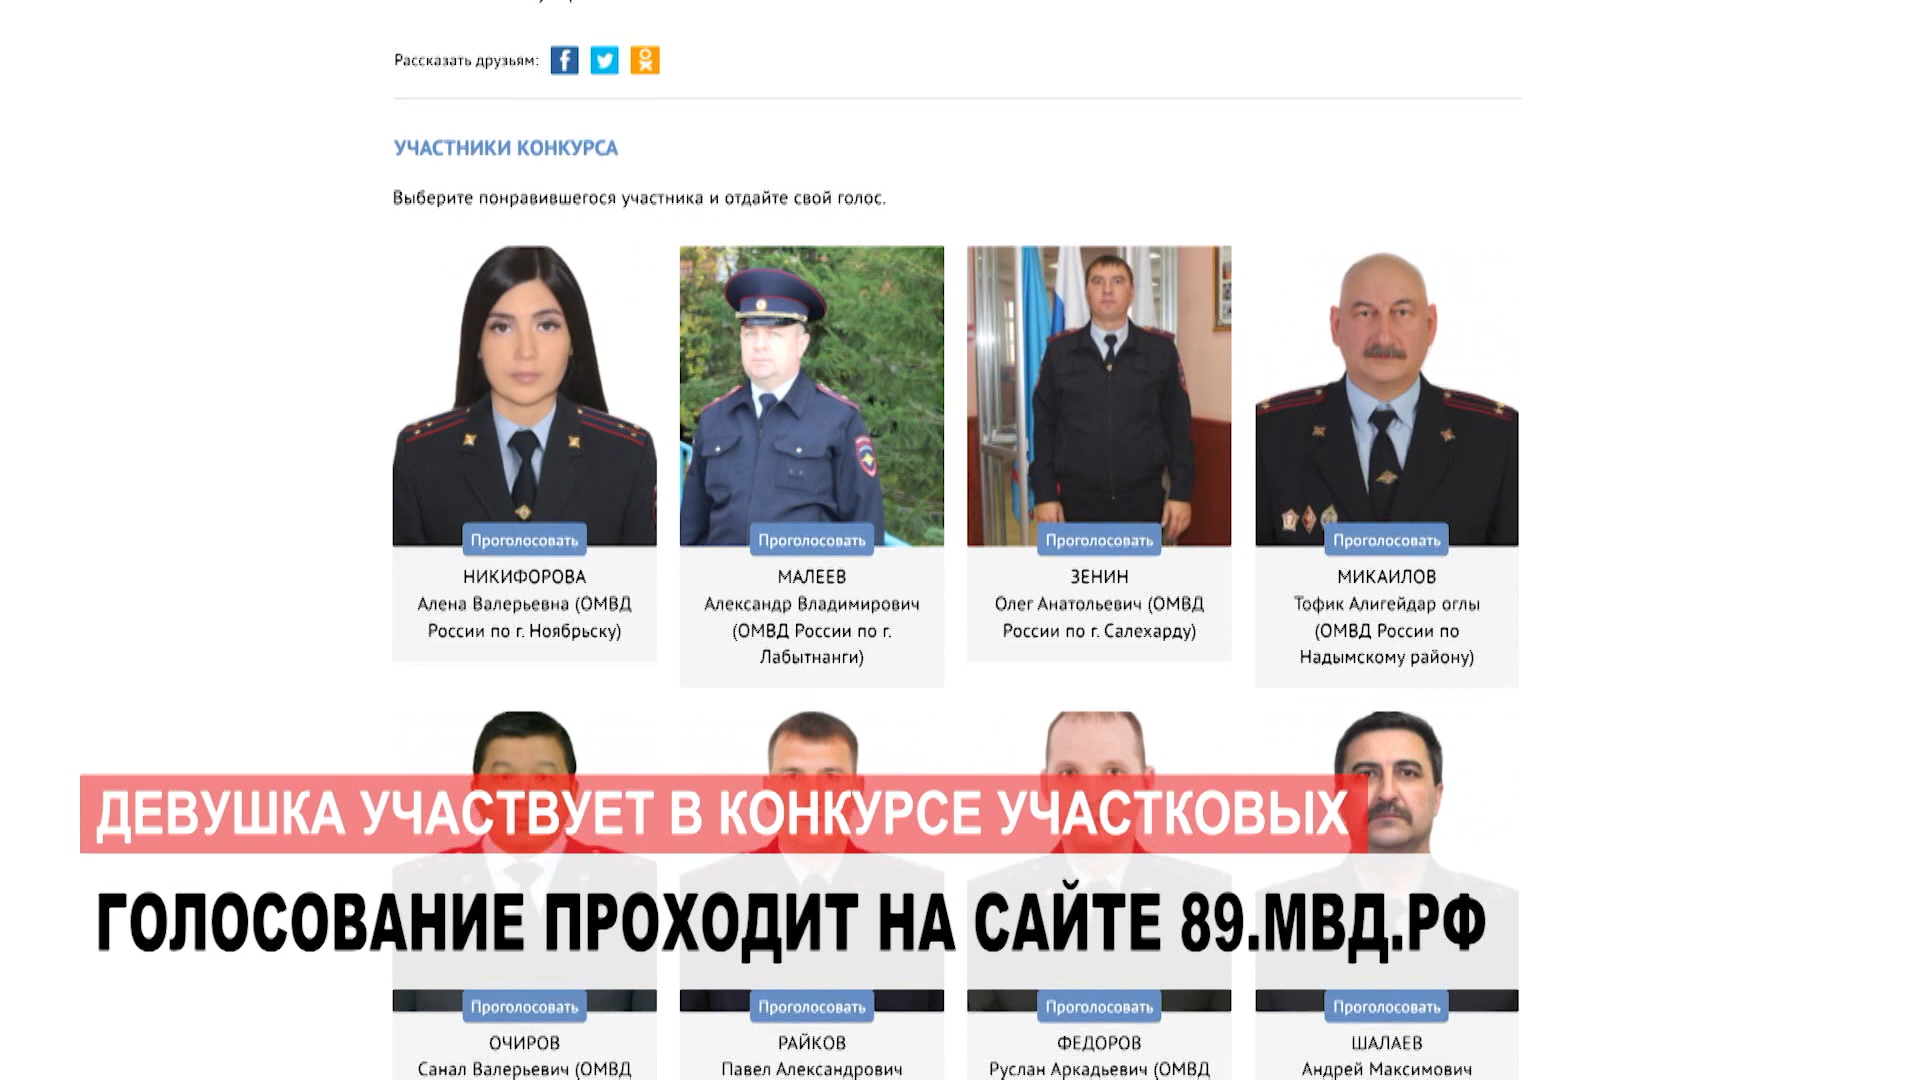 Рассказать друзьям:
УЧАСТНИКИ КОНКУРСА
Выберите понравившегося участника и отдайте свой голос.
Проголосовать Проголосовать Проголосовать Проголосовать
НИКИФОРОВА
Алена Валерьевна (ОМВД
России по г. Ноябрьску)
МАЛЕЕВ
Александр Владимирович
(ОМВД России по г.
Лабытнанги)
ЗЕНИН
Олег Анатольевич (ОМВД
России по г. Салехарду)
МИКАИЛОВ
Тофик Алигейдар оглы
(ОМВД России по
Надымскому району)
ДЕВУШКА УЧАСТВУЕТ В КОНКУРСЕ УЧАСТКОВЫХ
ГОЛОСОВАНИЕ ПРОХОДИТ НА САЙТЕ 89.МВД.РФ
Проголосовать Проголосовать Проголосовать Проголосовать
ОЧИРОВ
Санал Валерьевич (ОМВД
РАЙКОВ
Павел Александрович
ФЕДОРОВ
Руслан Аркадьевич (ОМВД
ШАЛАЕВ
Андрей Максимович